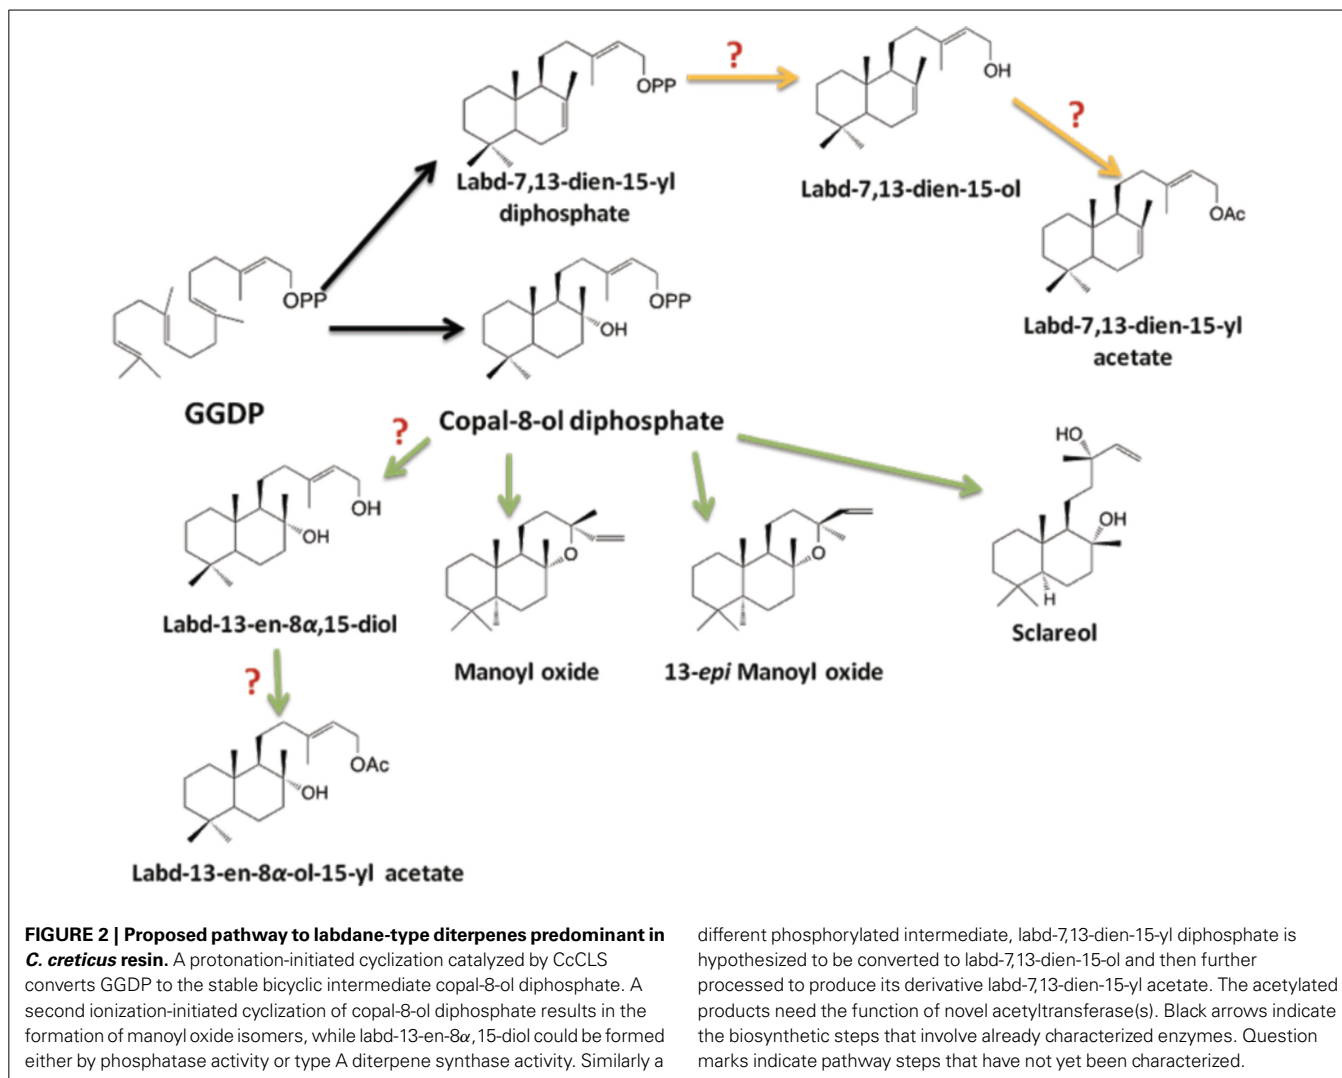 OPP
?
OH
?
Labd-7,13-dien-15-yl
diphosphate
Labd-7,13-dien-15-ol
OAc
OPP
OPP
OH
Labd-7,13-dien-15-yl
acetate
GGDP
Copal-8-ol diphosphate
?
HO
OH
OH
O
O
OH
H
Labd-13-en-8α,15-diol
Sclareol
?
Manoyl oxide
13-epi Manoyl oxide
OAc
OH
Labd-13-en-8α-ol-15-yl acetate
FIGURE 2 | Proposed pathway to labdane-type diterpenes predominant in
C. creticus resin. A protonation-initiated cyclization catalyzed by CcCLS
converts GGDP to the stable bicyclic intermediate copal-8-ol diphosphate. A
second ionization-initiated cyclization of copal-8-ol diphosphate results in the
formation of manoyl oxide isomers, while labd-13-en-8α,15-diol could be formed
either by phosphatase activity or type A diterpene synthase activity. Similarly a
different phosphorylated intermediate, labd-7,13-dien-15-yl diphosphate is
hypothesized to be converted to labd-7,13-dien-15-ol and then further
processed to produce its derivative labd-7,13-dien-15-yl acetate. The acetylated
products need the function of novel acetyltransferase(s). Black arrows indicate
the biosynthetic steps that involve already characterized enzymes. Question
marks indicate pathway steps that have not yet been characterized.